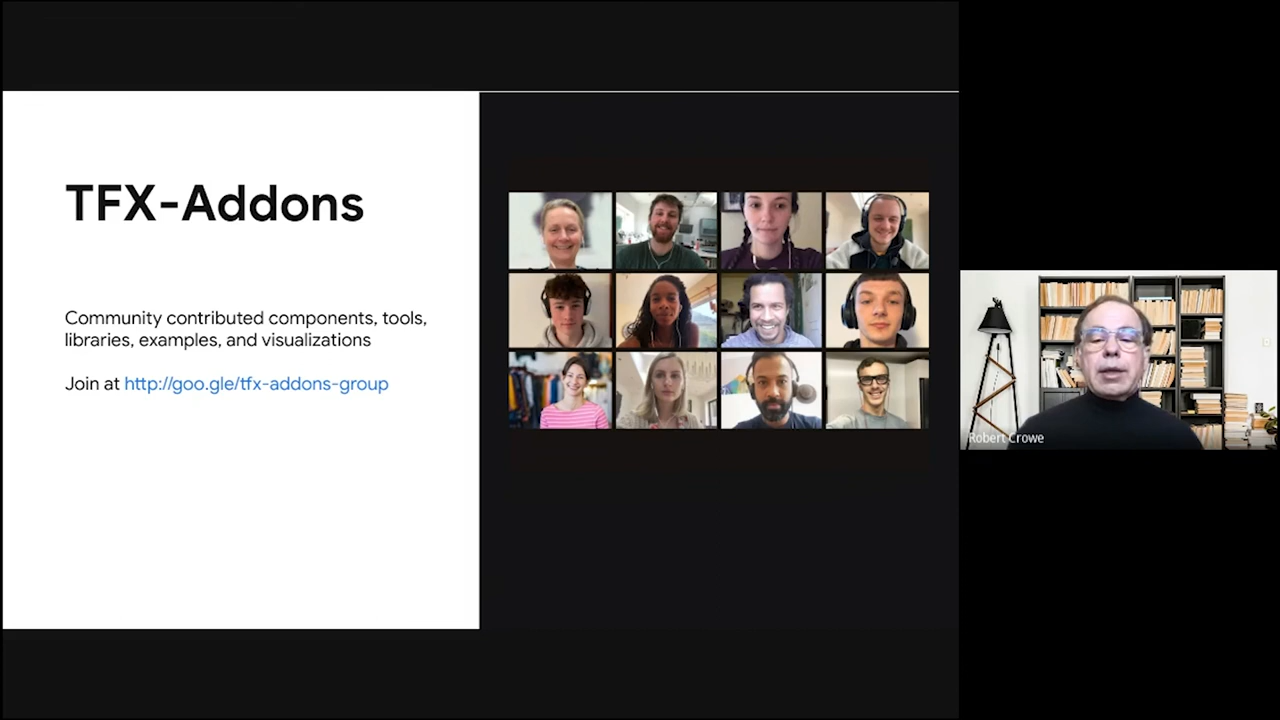 TFX-Addons
Community contributed components, tools,
libraries, examples, and visualizations
Join at http://goo.gle/tfx-addons-group
Robert Crowe